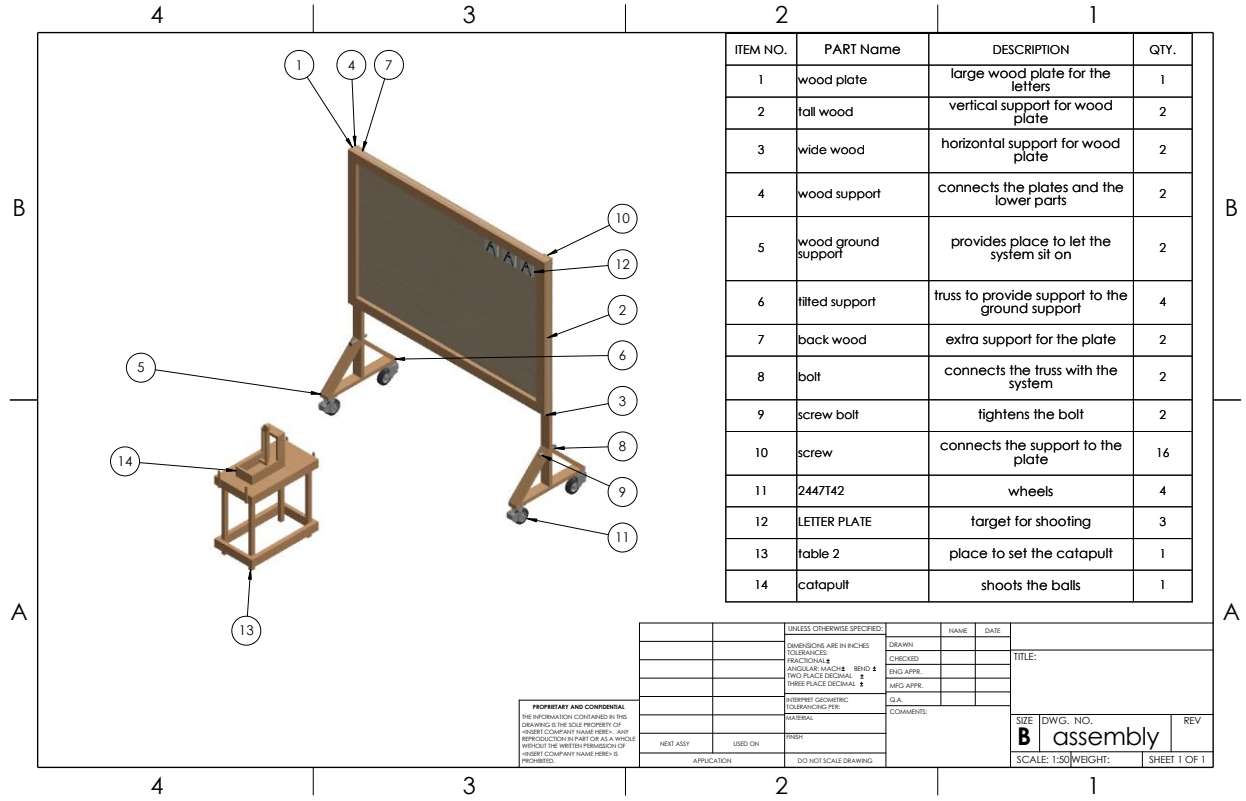 4 3 2 1
1 4 7
10
12
2
6
5
3
8
14
9
11
13
B B
A A
ITEM NO. PART Name DESCRIPTION QTY.
1 wood plate large wood plate for the letters 1
2 tall wood vertical support for wood plate 2
3 wide wood horizontal support for wood plate 2
4 wood support connects the plates and the lower parts 2
5 wood ground support provides place to let the system sit on 2
6 tilted support truss to provide support to the ground support 4
7 back wood extra support for the plate 2
8 bolt connects the truss with the system 2
9 screw bolt tightens the bolt 2
10 screw connects the support to the plate 16
11 2447T42 wheels 4
12 LETTER PLATE target for shooting 3
13 table 2 place to set the catapult 1
14 catapult shoots the balls 1
A A A
PROPRIETARY AND CONFIDENTIAL
THE INFORMATION CONTAINED IN THIS
DRAWING IS THE SOLE PROPERTY OF
<INSERT COMPANY NAME HERE>. ANY
REPRODUCTION IN PART OR AS A WHOLE
WITHOUT THE WRITTEN PERMISSION OF
<INSERT COMPANY NAME HERE> IS
PROHIBITED.
NEXT ASSY USED ON
APPLICATION
UNLESS OTHERWISE SPECIFIED:
DIMENSIONS ARE IN INCHES
TOLERANCES:
FRACTIONAL±
ANGULAR: MACH± BEND ±
TWO PLACE DECIMAL ±
THREE PLACE DECIMAL ±
INTERPRET GEOMETRIC
TOLERANCING PER:
MATERIAL
FINISH
DO NOT SCALE DRAWING
NAME DATE
DRAWN
CHECKED
ENG APPR.
MFG APPR.
Q.A.
COMMENTS:
TITLE:
SIZE DWG. NO. REV
B assembly
SCALE: 1:50 WEIGHT: SHEET 1 OF 1
4 3 2 1